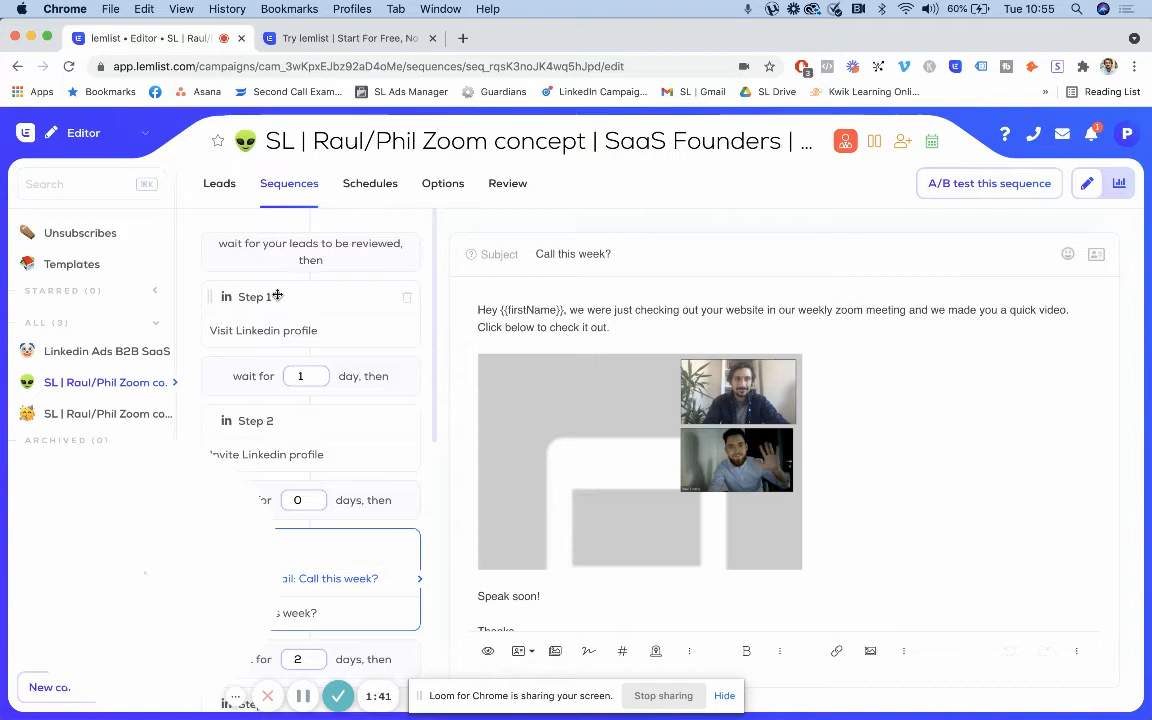 Chrome File Edit View History Bookmarks Profiles Tab Window Help 60% Tue 10:55
lemlist • Editor • SL | Raul/
Try lemlist | Start For Free, No
app.lemlist.com/campaigns/cam_3wKpxEJbz92aD4oMe/sequences/seq_rqsK3noJK4wq5hJpd/edit
Apps Bookmarks Asana Second Call Exam... SL Ads Manager Guardians LinkedIn Campaig... SL | Gmail SL Drive Kwik Learning Onli... » Reading List
Editor
SL | Raul/Phil Zoom concept | SaaS Founders | ...
P
Search ⌘K
Leads Sequences Schedules Options Review
A/B test this sequence
Unsubscribes
Templates
STARRED (0)
ALL (3)
Linkedin Ads B2B SaaS
SL | Raul/Phil Zoom co.
SL | Raul/Phil Zoom co...
ARCHIVED (0)
New ca.
wait for your leads to be reviewed,
then
in Step 1
Visit Linkedin profile
wait for 1 day, then
in Step 2
Invite Linkedin profile
for 0 days, then
ail: Call this week?
s week?
for 2 days, then
Subject Call this week?
Hey {{firstName}}, we were just checking out your website in our weekly zoom meeting and we made you a quick video.
Click below to check it out.
Speak soon!
Thanks
B
1:41
Loom for Chrome is sharing your screen. Stop sharing Hide